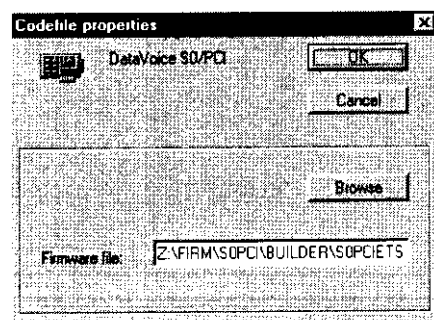 Codefile properties
DataVoice S0/PCI
OK
Cancel
Browse
Firmware file:
Z:\FIRM\S0PCI\BUILDER\S0PCIETS